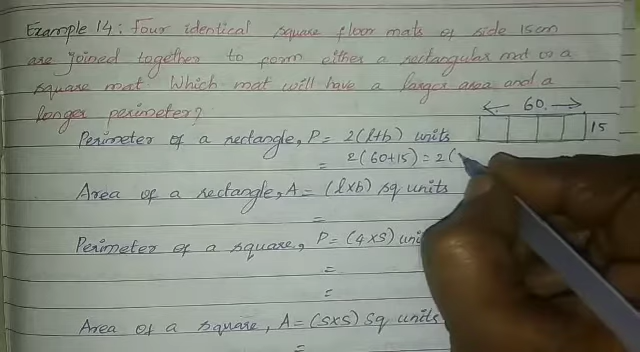 Example 14: Four identical square floor mats of side 15cm
are joined together to form either a rectangular mat or a
square mat. Which mat will have a larger area and a
longer perimeter?
← 60. →
15
Perimeter of a rectangle, P = 2(l+b) units
= 2(60+15) = 2(
Area of a rectangle, A = (l×b) sq units
=
Perimeter of a square, P = (4×S) uni
=
=
Area of a square, A = (S×S) Sq units.
=